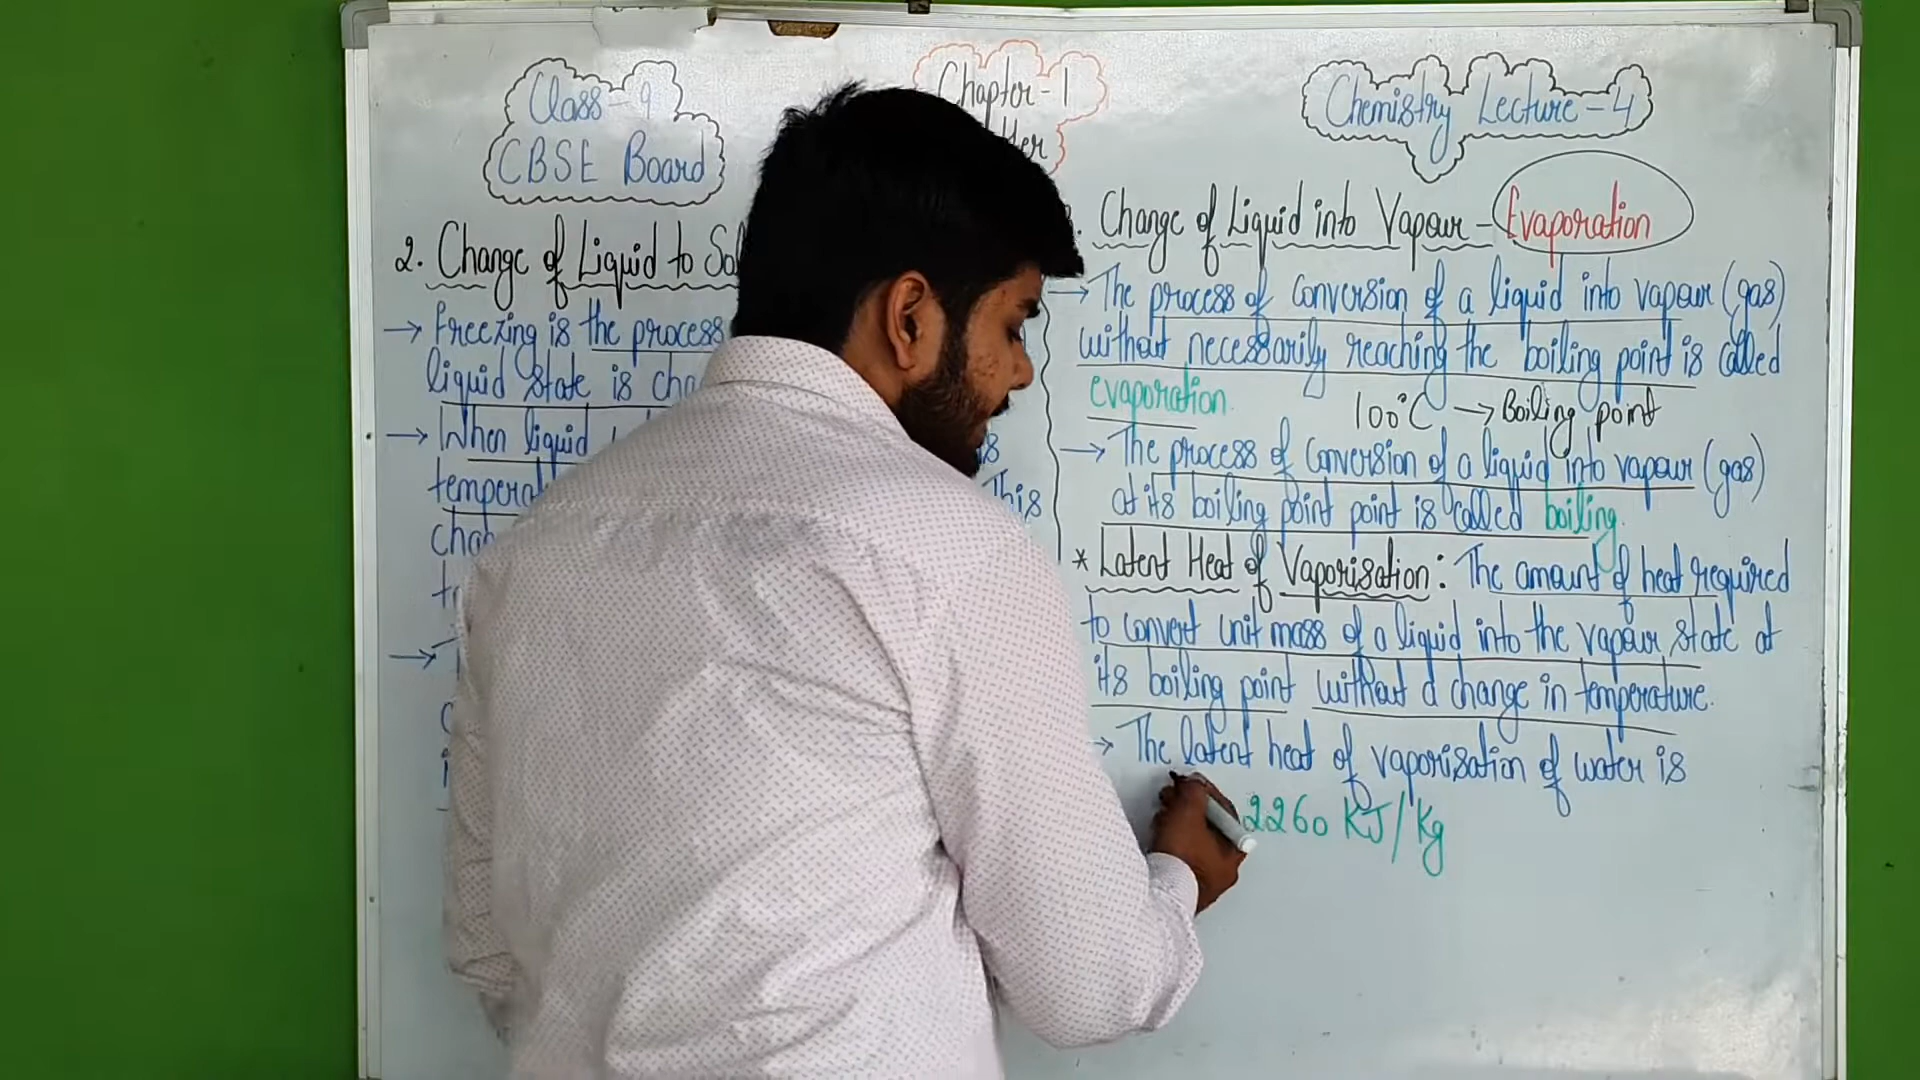 Class-9
CBSE Board
Chapter-1
Chemistry Lecture-4
2. Change of Liquid to
→ Freezing is the process
liquid state is
→ When liquid
This
→
. Change of Liquid into Vapour - Evaporation
→ The process of conversion of a liquid into vapour (gas)
without necessarily reaching the boiling point is called
evaporation.
100°C → Boiling point
→ The process of conversion of a liquid into vapour (gas)
at its boiling point point is called boiling.
* Latent Heat of Vaporisation: The amount of heat required
to convert unit mass of a liquid into the vapour state at
its boiling point without a change in temperature.
→ The latent heat of vaporisation of water is
2260 KJ/Kg